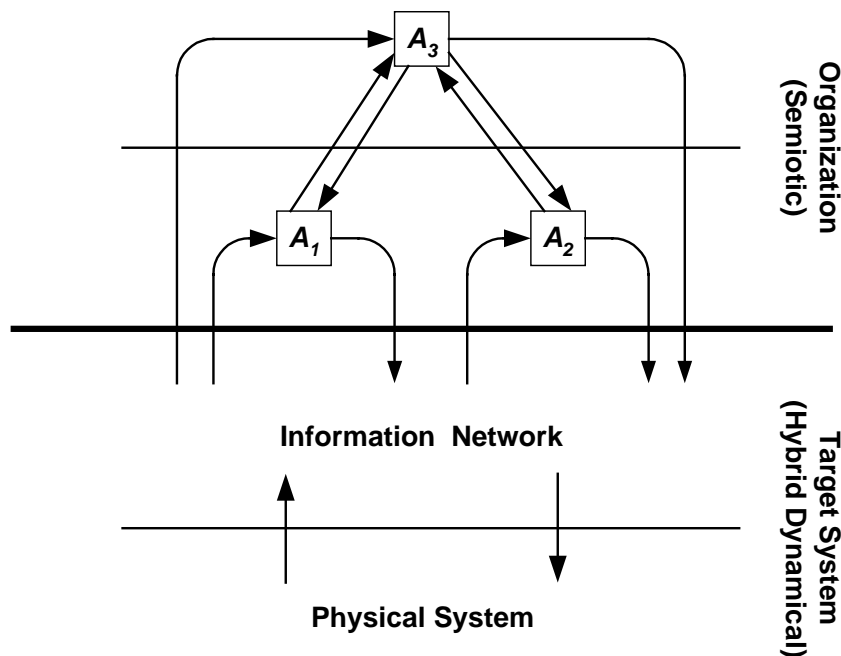 A3
Organization
(Semiotic)
A1
A2
Information Network
Target System
(Hybrid Dynamical)
Physical System